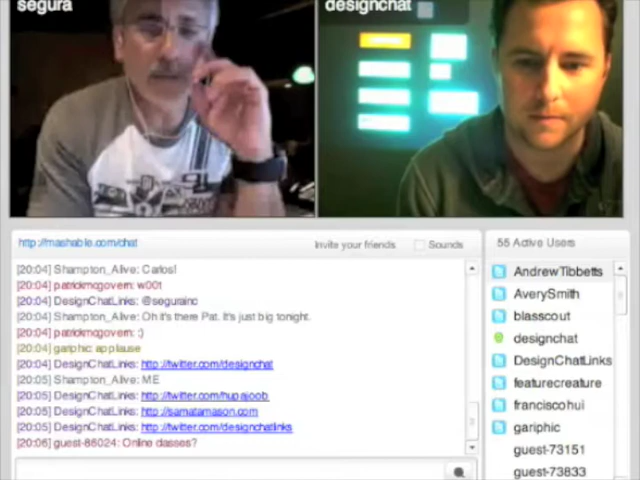 segura
designchat
http://mashable.com/chat
Invite your friends
Sounds
55 Active Users
[20:04] Shampton_Alive: Carlos!
[20:04] patrickmcgovern: w00t
[20:04] DesignChatLinks: @segurainc
[20:04] Shampton_Alive: Oh it's there Pat. It's just big tonight.
[20:04] patrickmcgovern: :)
[20:04] gariphic: applause
[20:04] DesignChatLinks: http://twitter.com/designchat
[20:05] Shampton_Alive: ME
[20:05] DesignChatLinks: http://twitter.com/hupajoob
[20:05] DesignChatLinks: http://samatamason.com
[20:05] DesignChatLinks: http://twitter.com/designchatlinks
[20:06] guest-86024: Online classes?
AndrewTibbetts
AverySmith
blasscout
designchat
DesignChatLinks
featurecreature
franciscohui
gariphic
guest-73151
guest-73833